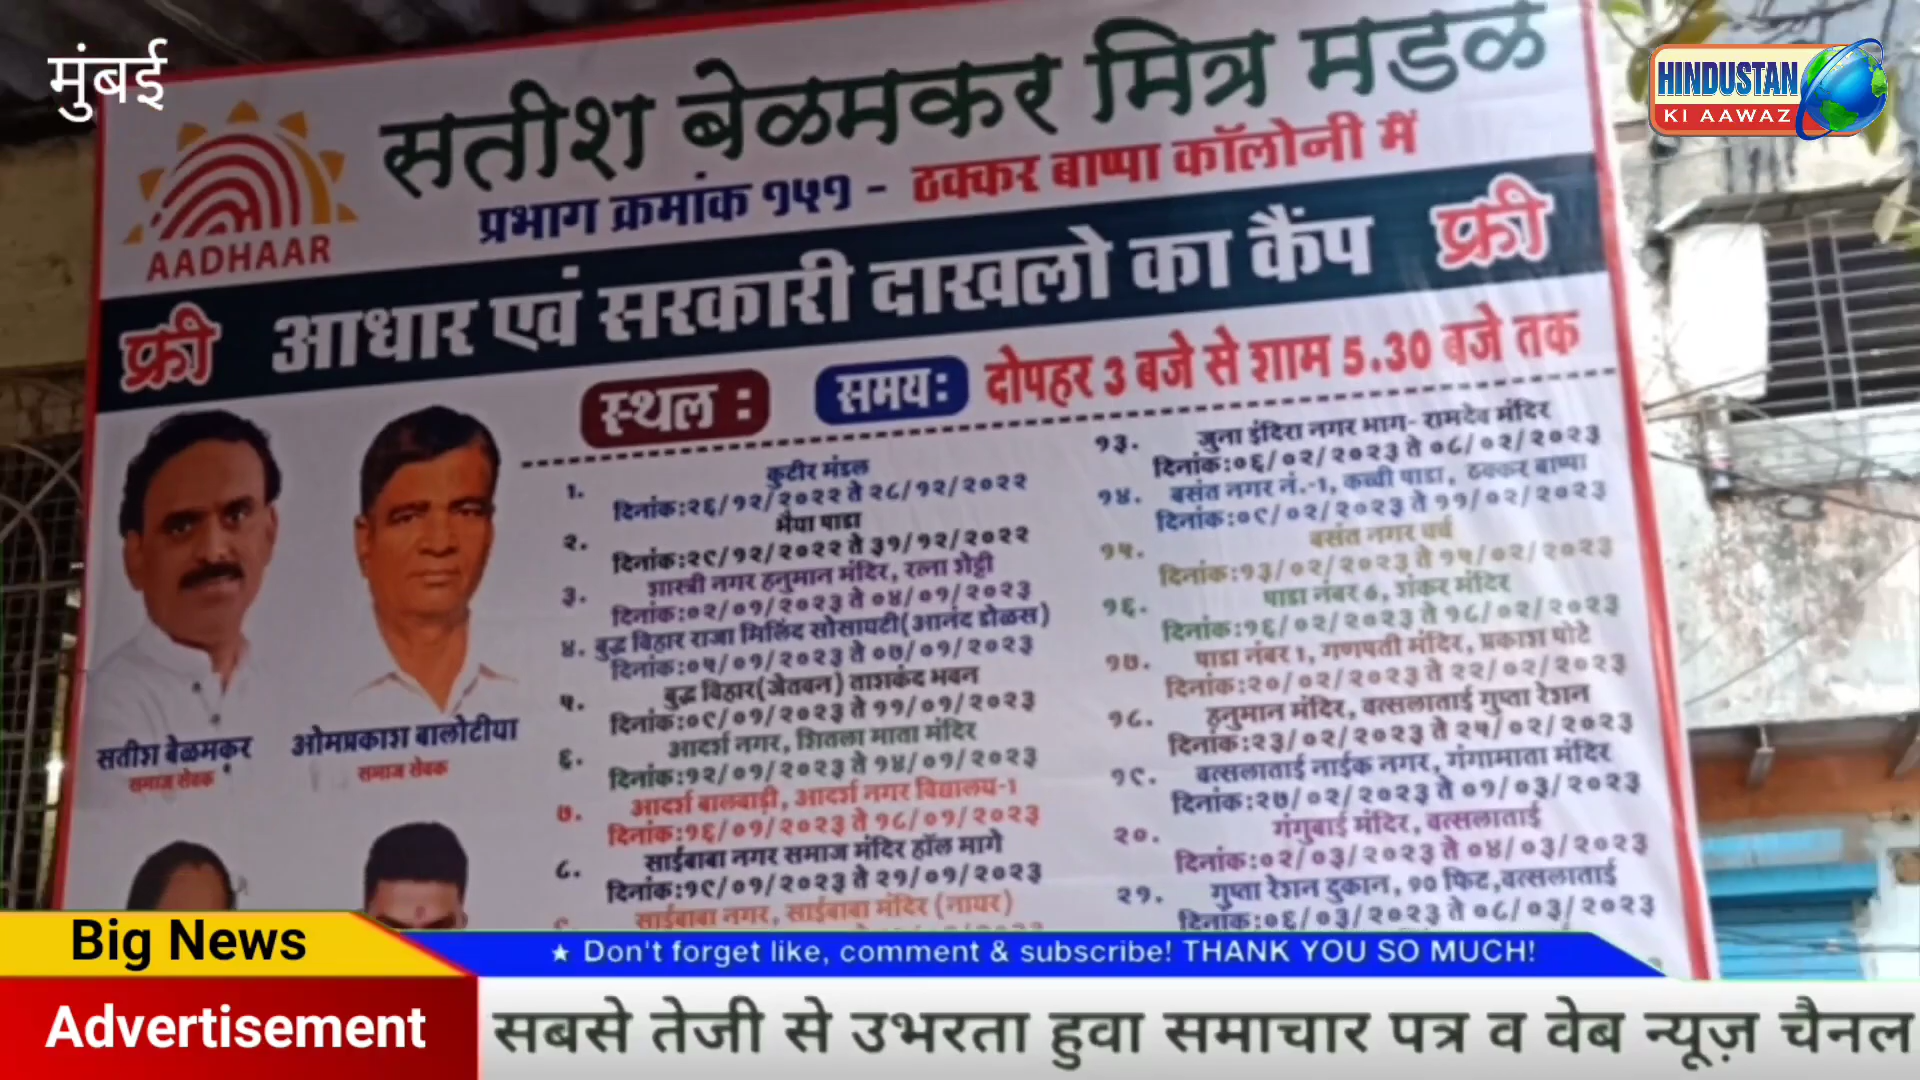 मुंबई
HINDUSTAN
KI AAWAZ
AADHAAR
सतीश बेळमकर मित्र मडळ
प्रभाग क्रमांक १५१ - ठक्कर बाप्पा कॉलोनी में
फ्री आधार एवं सरकारी दाखलो का कैंप फ्री
स्थल : समय: दोपहर 3 बजे से शाम 5.30 बजे तक
सतीश बेळमकर
समाज सेवक
ओमप्रकाश बालोटीया
समाज सेवक
1. कुटीर मंडल
दिनांक:२६/१२/२०२२ ते २८/१२/२०२२
२. भैया पाडा
दिनांक:२९/१२/२०२२ ते ३१/१२/२०२२
३. शास्त्री नगर हनुमान मंदिर, रत्ना शेट्टी
दिनांक:०२/०१/२०२३ ते ०४/०१/२०२३
४. बुद्ध विहार राजा मिलिंद सोसायटी(आनंद ढोळस)
दिनांक:०५/०१/२०२३ ते ०७/०१/२०२३
५. बुद्ध विहार(जेतवन) ताशकंद भवन
दिनांक:०९/०१/२०२३ ते ११/०१/२०२३
६. आदर्श नगर, शितला माता मंदिर
दिनांक:१२/०१/२०२३ ते १४/०१/२०२३
७. आदर्श बालवाड़ी, आदर्श नगर विद्यालय-1
दिनांक:१६/०१/२०२३ ते १८/०१/२०२३
८. साईबाबा नगर समाज मंदिर हॉल मागे
दिनांक:१९/०१/२०२३ ते २१/०१/२०२३
साईबाबा नगर, साईबाबा मंदिर (नायर)
१३. जुना इंदिरा नगर भाग- रामदेव मंदिर
दिनांक:०६/०२/२०२३ ते ०८/०२/२०२३
१४. बसंत नगर नं.-1, कच्ची पाडा, ठक्कर बाप्पा
दिनांक:०९/०२/२०२३ ते ११/०२/२०२३
१५. बसंत नगर चर्च
दिनांक:१३/०२/२०२३ ते १५/०२/२०२३
१६. पाडा नंबर 6, शंकर मंदिर
दिनांक:१६/०२/२०२३ ते १८/०२/२०२३
१७. पाडा नंबर 1, गणपती मंदिर, प्रकाश पोटे
दिनांक:२०/०२/२०२३ ते २२/०२/२०२३
१८. हनुमान मंदिर, वत्सलाताई गुप्ता रेशन
दिनांक:२३/०२/२०२३ ते २५/०२/२०२३
१९. वत्सलाताई नाईक नगर, गंगामाता मंदिर
दिनांक:२७/०२/२०२३ ते ०१/०३/२०२३
२०. गंगुबाई मंदिर, वत्सलाताई
दिनांक:०२/०३/२०२३ ते ०४/०३/२०२३
२१. गुप्ता रेशन दुकान, १० फिट,वत्सलाताई
दिनांक:०६/०३/२०२३ ते ०८/०३/२०२३
Big News
★ Don't forget like, comment & subscribe! THANK YOU SO MUCH!
Advertisement
सबसे तेजी से उभरता हुवा समाचार पत्र व वेब न्यूज़ चैनल